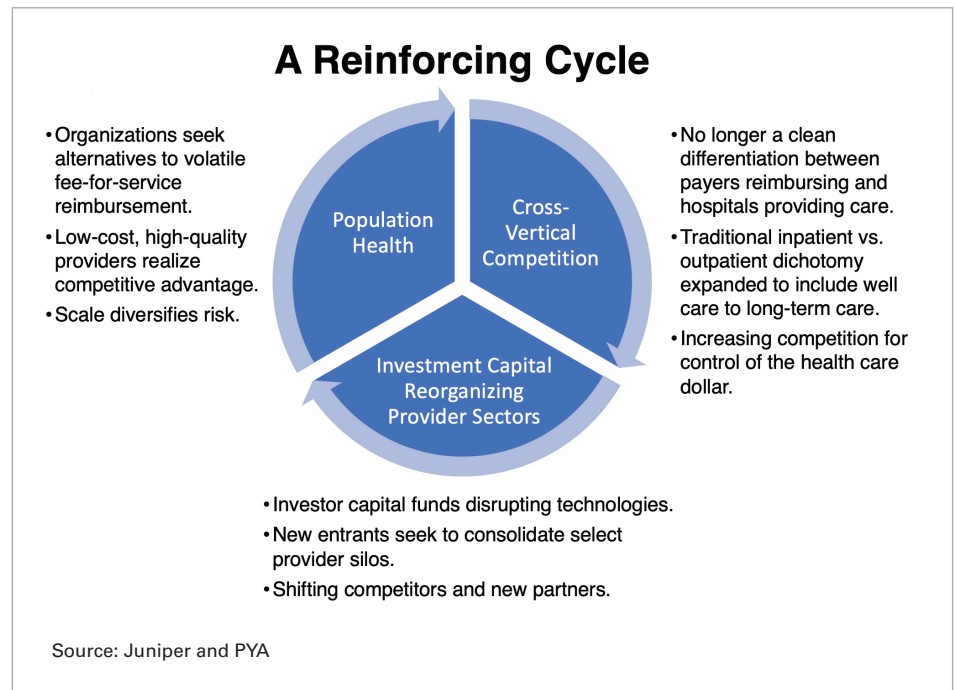 A Reinforcing Cycle
• Organizations seek
alternatives to volatile
fee-for-service
reimbursement.
• Low-cost, high-quality
providers realize
competitive advantage.
• Scale diversifies risk.
Population
Health
Cross-
Vertical
Competition
• No longer a clean
differentiation between
payers reimbursing and
hospitals providing care.
• Traditional inpatient vs.
outpatient dichotomy
expanded to include well
care to long-term care.
• Increasing competition for
control of the health care
dollar.
Investment Capital
Reorganizing
Provider Sectors
• Investor capital funds disrupting technologies.
• New entrants seek to consolidate select
provider silos.
• Shifting competitors and new partners.
Source: Juniper and PYA